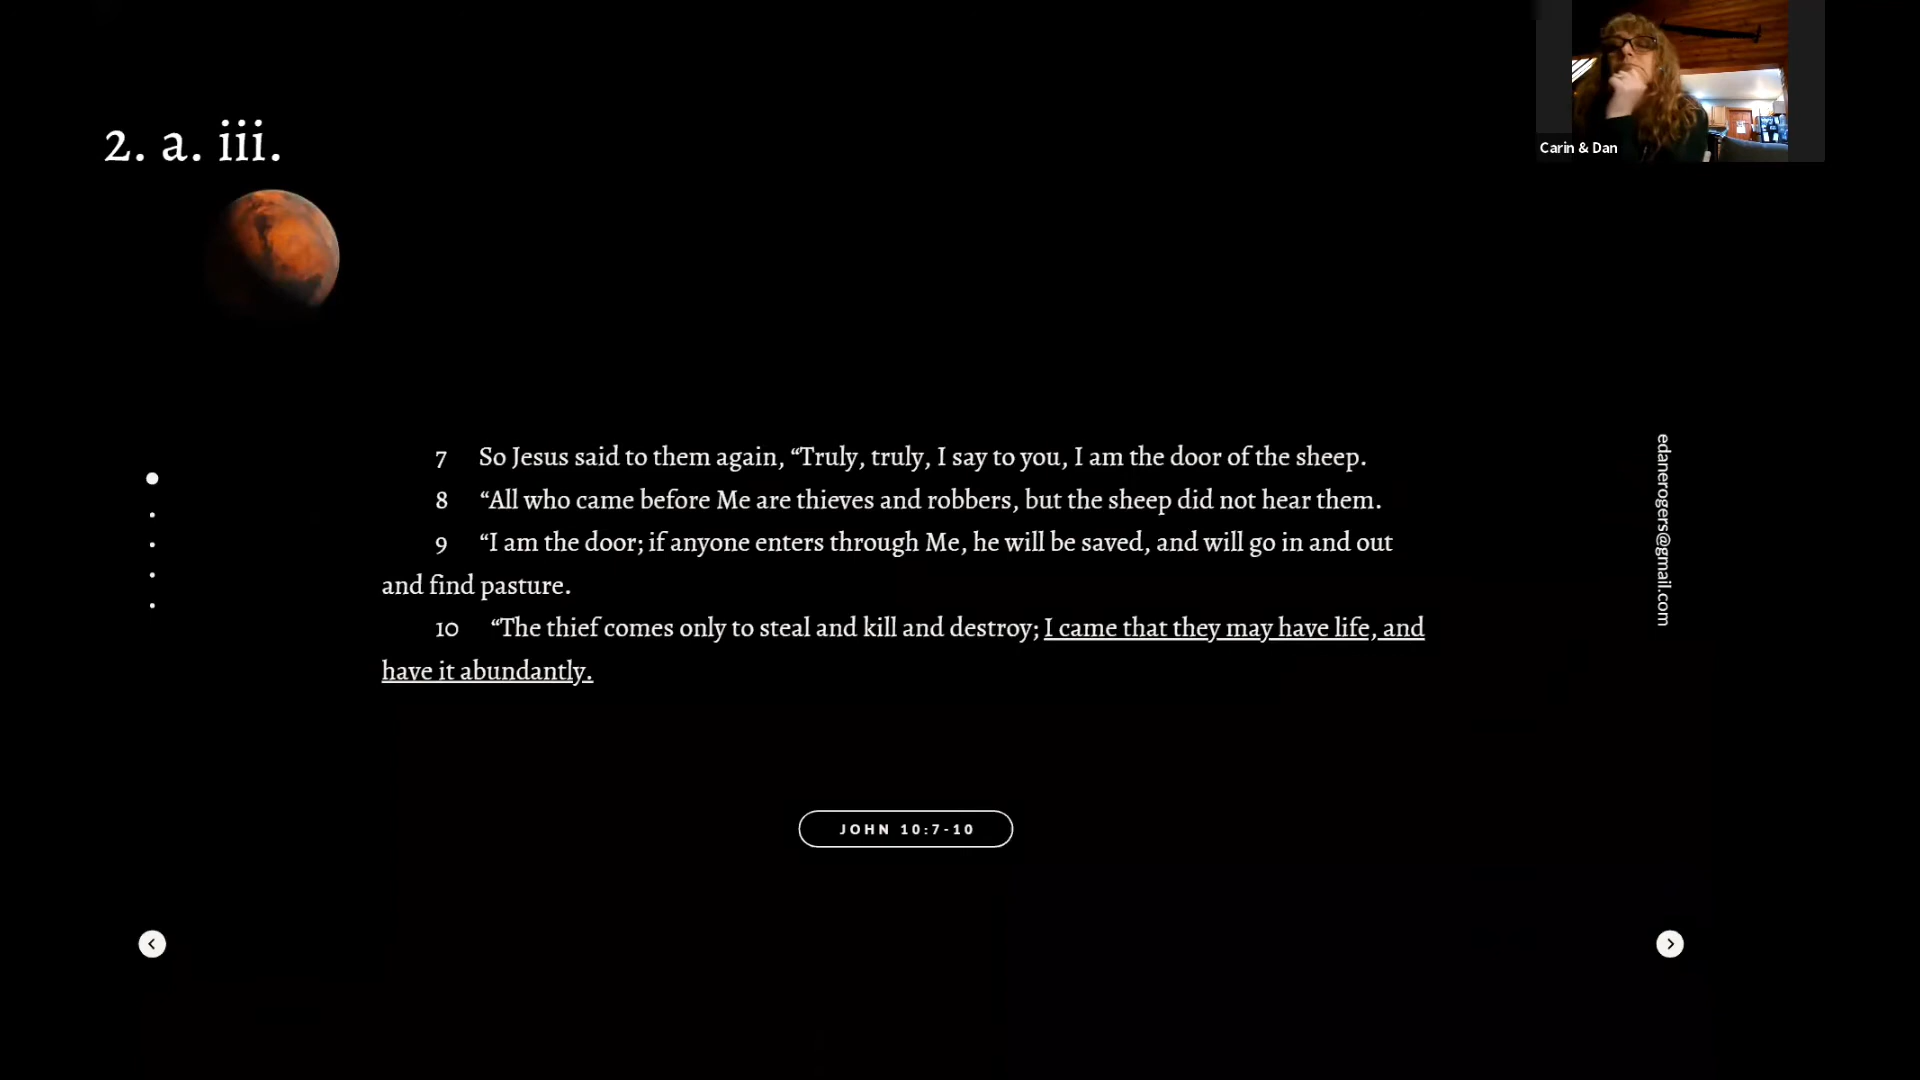 2. a. iii.
Carin & Dan
7 So Jesus said to them again, “Truly, truly, I say to you, I am the door of the sheep.
8 “All who came before Me are thieves and robbers, but the sheep did not hear them.
9 “I am the door; if anyone enters through Me, he will be saved, and will go in and out
and find pasture.
10 “The thief comes only to steal and kill and destroy; I came that they may have life, and
have it abundantly.
edanerogers@gmail.com
JOHN 10:7-10